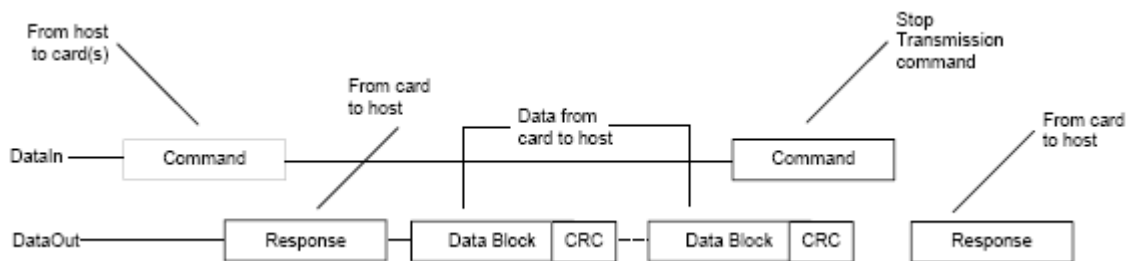 From host
to card(s)
Stop
Transmission
command
From card
to host
Data from
card to host
From card
to host
DataIn
Command
Command
DataOut
Response
Data Block
CRC
Data Block
CRC
Response